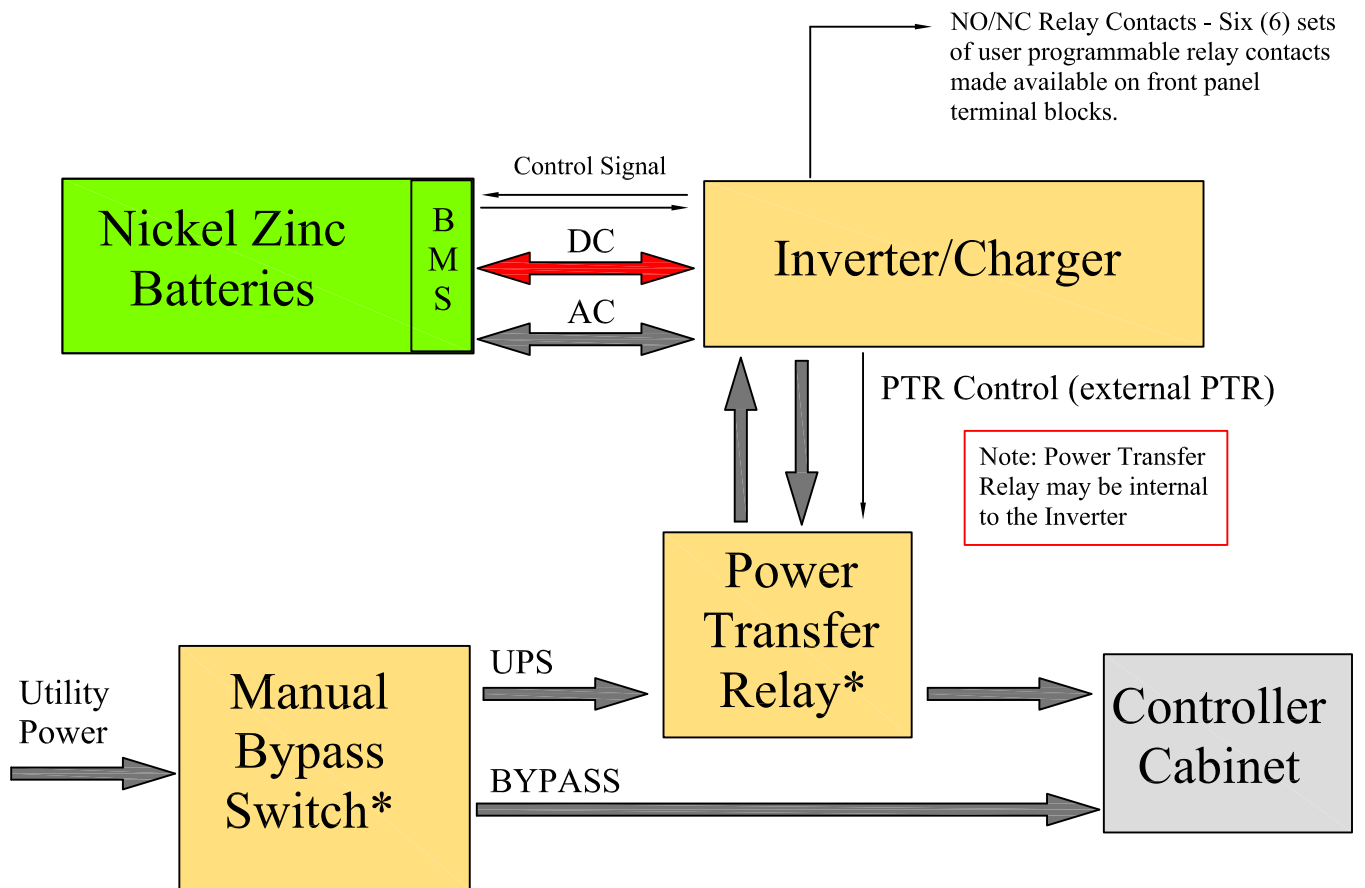 NO/NC Relay Contacts - Six (6) sets
of user programmable relay contacts
made available on front panel
terminal blocks.
Control Signal
Nickel Zinc
Batteries
B
M
S
DC
AC
Inverter/Charger
PTR Control (external PTR)
Note: Power Transfer
Relay may be internal
to the Inverter
Power
Transfer
Relay*
Utility
Power
Manual
Bypass
Switch*
UPS
BYPASS
Controller
Cabinet